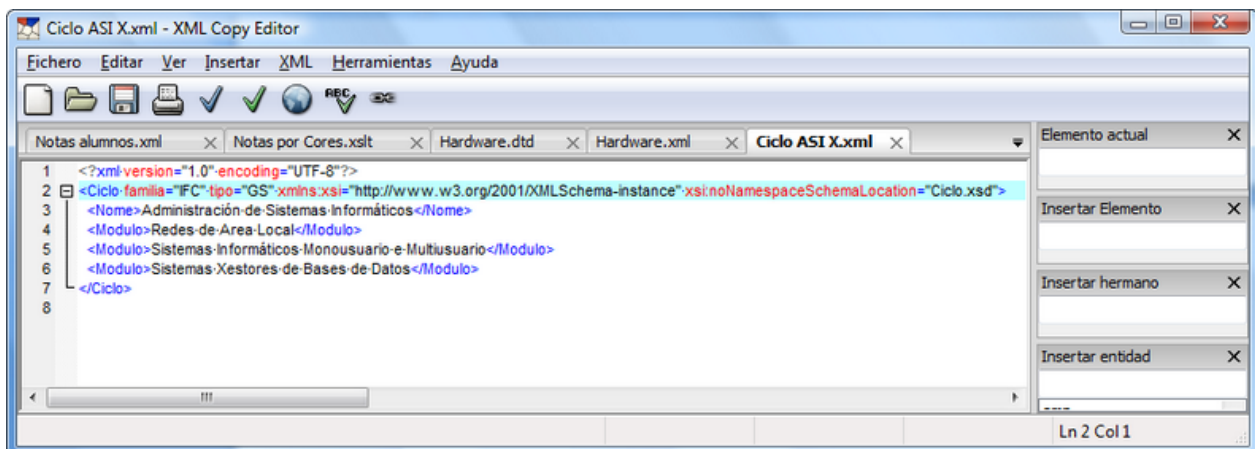 Ciclo ASI X.xml - XML Copy Editor
Fichero Editar Ver Insertar XML Herramientas Ayuda
ABC
Notas alumnos.xml Notas por Cores.xslt Hardware.dtd Hardware.xml Ciclo ASI X.xml
1 <?xml·version="1.0"·encoding="UTF-8"?>
2 <Ciclo·familia="IFC"·tipo="GS"·xmlns:xsi="http://www.w3.org/2001/XMLSchema-instance"·xsi:noNamespaceSchemaLocation="Ciclo.xsd">
3 <Nome>Administración·de·Sistemas·Informáticos</Nome>
4 <Modulo>Redes·de·Area·Local</Modulo>
5 <Modulo>Sistemas·Informáticos·Monousuario·e·Multiusuario</Modulo>
6 <Modulo>Sistemas·Xestores·de·Bases·de·Datos</Modulo>
7 </Ciclo>
8
Elemento actual
Insertar Elemento
Insertar hermano
Insertar entidad
Ln 2 Col 1